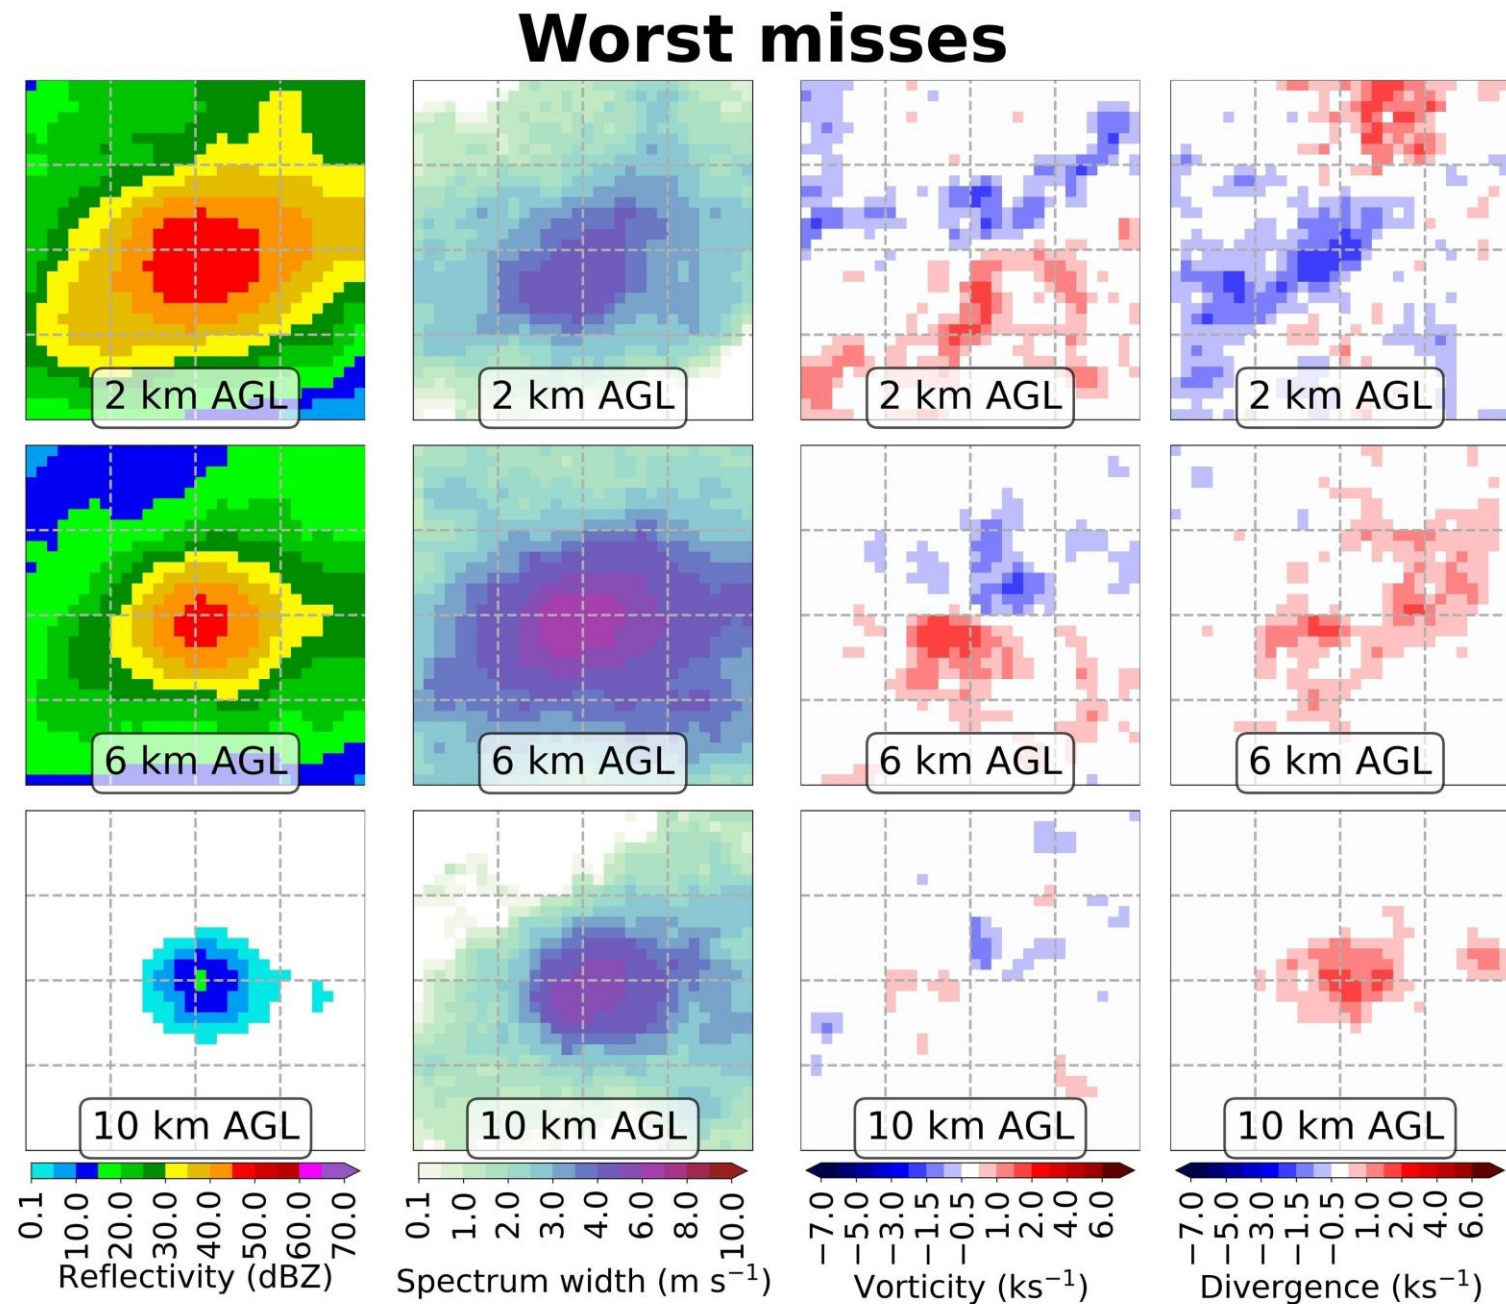 Worst misses
2 km AGL
2 km AGL
2 km AGL
2 km AGL
6 km AGL
6 km AGL
6 km AGL
6 km AGL
10 km AGL
10 km AGL
10 km AGL
10 km AGL
0.1 10.0 20.0 30.0 40.0 50.0 60.0 70.0
Reflectivity (dBZ)
0.1 1.0 2.0 3.0 4.0 6.0 8.0 10.0
Spectrum width (m s⁻¹)
−7.0 −5.0 −3.0 −1.5 −0.5 1.0 2.0 4.0 6.0
Vorticity (ks⁻¹)
−7.0 −5.0 −3.0 −1.5 −0.5 1.0 2.0 4.0 6.0
Divergence (ks⁻¹)